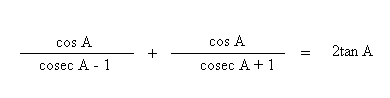 cos A / cosec A - 1 + cos A / cosec A + 1 = 2tan A